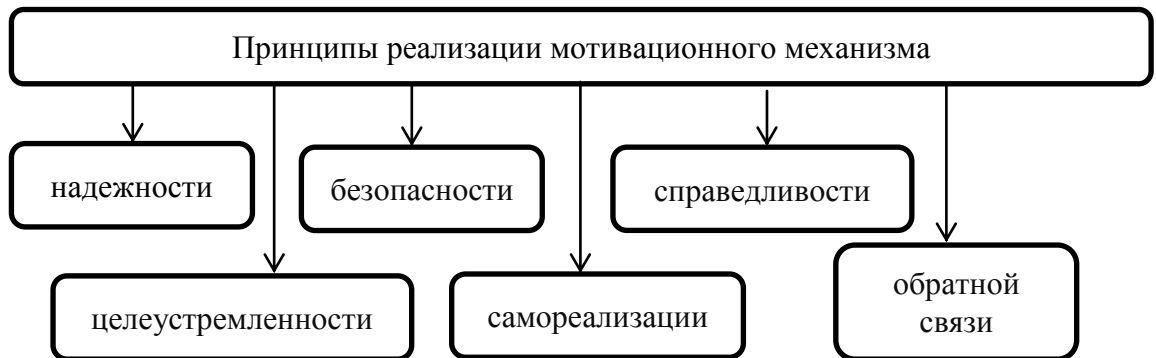 Принципы реализации мотивационного механизма
надежности
безопасности
справедливости
целеустремленности
самореализации
обратной
связи